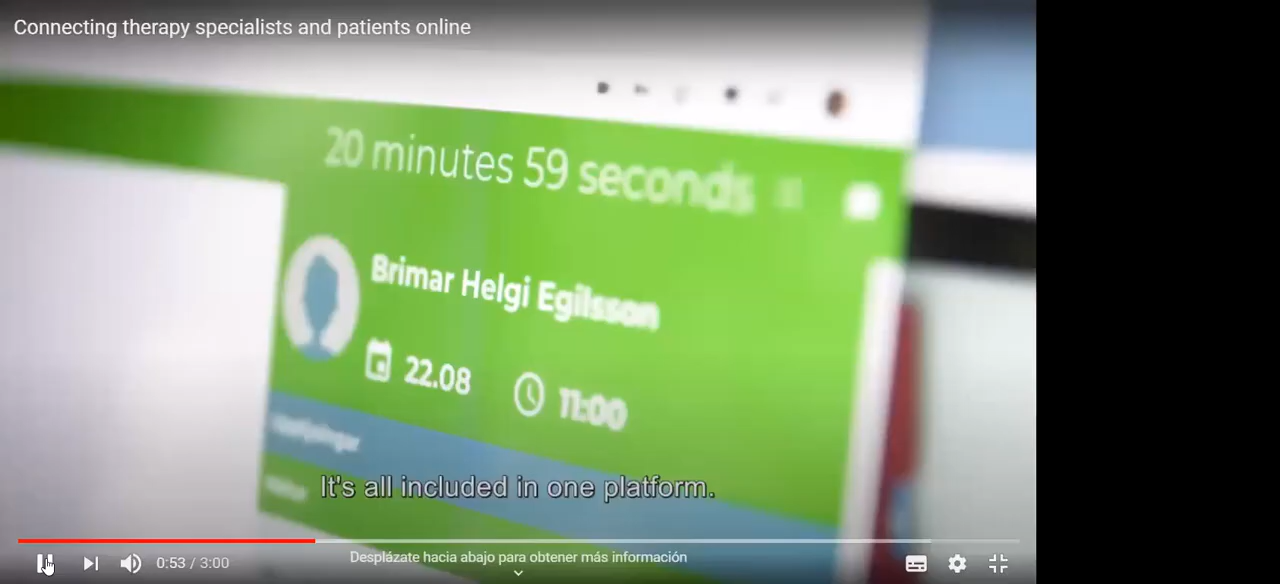 Connecting therapy specialists and patients online
20 minutes 59 seconds
Brimar Helgi Egilsson
22.08 11:00
It's all included in one platform.
Desplázate hacia abajo para obtener más información
0:53 / 3:00